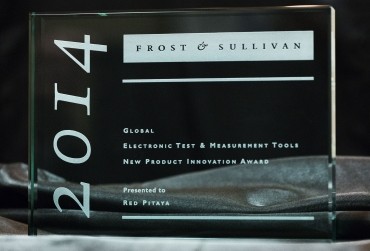 2014
FROST & SULLIVAN
GLOBAL
ELECTRONIC TEST & MEASUREMENT TOOLS
NEW PRODUCT INNOVATION AWARD
Presented to
RED PITAYA